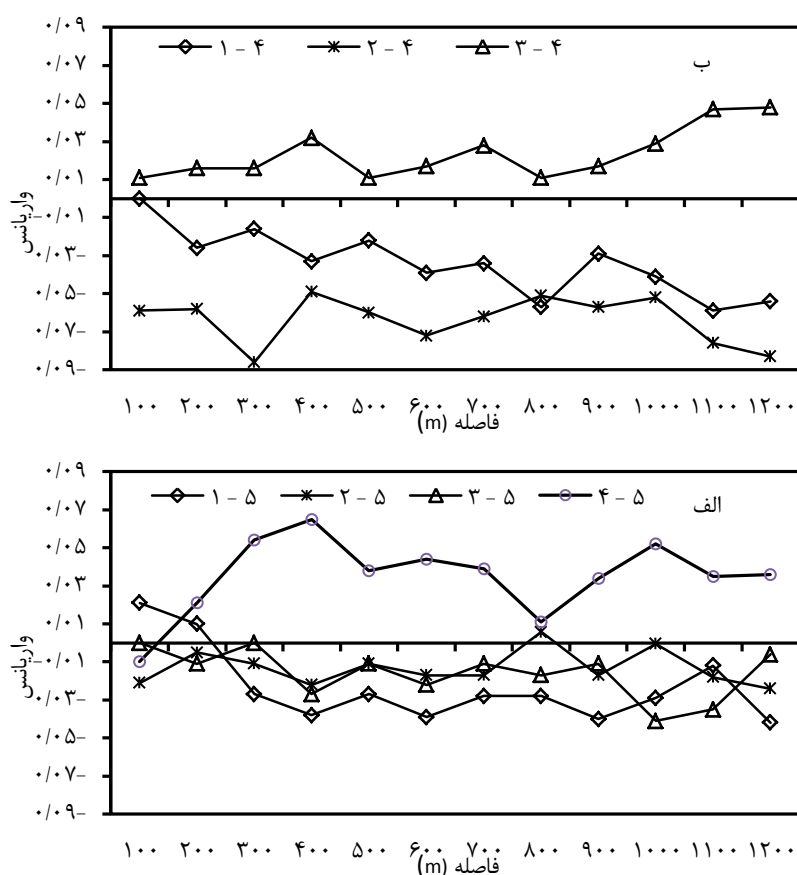 ۰/۰۹
۰/۰۷
۰/۰۵
۰/۰۳
۰/۰۱
۰/۰۱-
۰/۰۳-
۰/۰۵-
۰/۰۷-
۰/۰۹-
واریانس
۱ - ۴
۲ - ۴
۳ - ۴
ب
۱۰۰ ۲۰۰ ۳۰۰ ۴۰۰ ۵۰۰ ۶۰۰ ۷۰۰ ۸۰۰ ۹۰۰ ۱۰۰۰ ۱۱۰۰ ۱۲۰۰
فاصله (m)
۰/۰۹
۰/۰۷
۰/۰۵
۰/۰۳
۰/۰۱
۰/۰۱-
۰/۰۳-
۰/۰۵-
۰/۰۷-
۰/۰۹-
واریانس
۱ - ۵
۲ - ۵
۳ - ۵
۴ - ۵
الف
۱۰۰ ۲۰۰ ۳۰۰ ۴۰۰ ۵۰۰ ۶۰۰ ۷۰۰ ۸۰۰ ۹۰۰ ۱۰۰۰ ۱۱۰۰ ۱۲۰۰
فاصله (m)